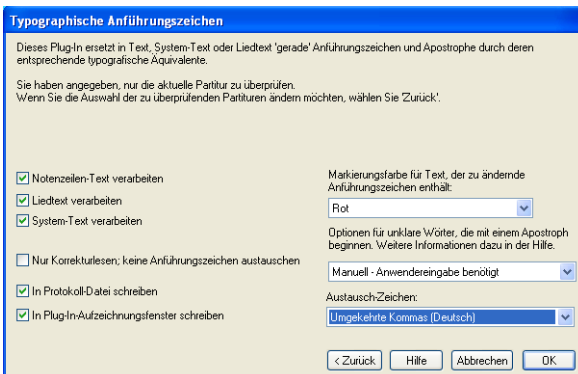 Typographische Anführungszeichen
Dieses Plug-In ersetzt in Text, System-Text oder Liedtext 'gerade' Anführungszeichen und Apostrophe durch deren
entsprechende typografische Äquivalente.
Sie haben angegeben, nur die aktuelle Partitur zu überprüfen.
Wenn Sie die Auswahl der zu überprüfenden Partituren ändern möchten, wählen Sie 'Zurück'.
Notenzeilen-Text verarbeiten
Liedtext verarbeiten
System-Text verarbeiten
Nur Korrekturlesen; keine Anführungszeichen austauschen
In Protokoll-Datei schreiben
In Plug-In-Aufzeichnungsfenster schreiben
Markierungsfarbe für Text, der zu ändernde
Anführungszeichen enthält:
Rot
Optionen für unklare Wörter, die mit einem Apostroph
beginnen. Weitere Informationen dazu in der Hilfe.
Manuell - Anwendereingabe benötigt
Austausch-Zeichen:
Umgekehrte Kommas (Deutsch)
< Zurück Hilfe Abbrechen OK